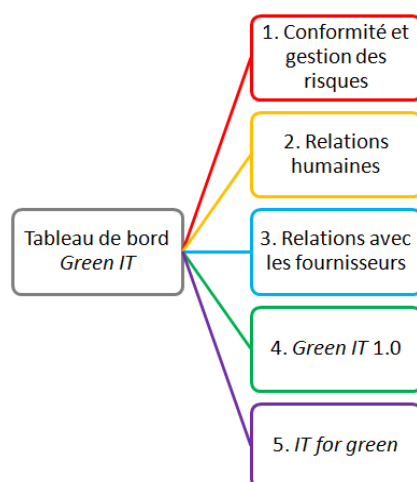 1. Conformité et
gestion des
risques
2. Relations
humaines
Tableau de bord
Green IT
3. Relations avec
les fournisseurs
4. Green IT 1.0
5. IT for green